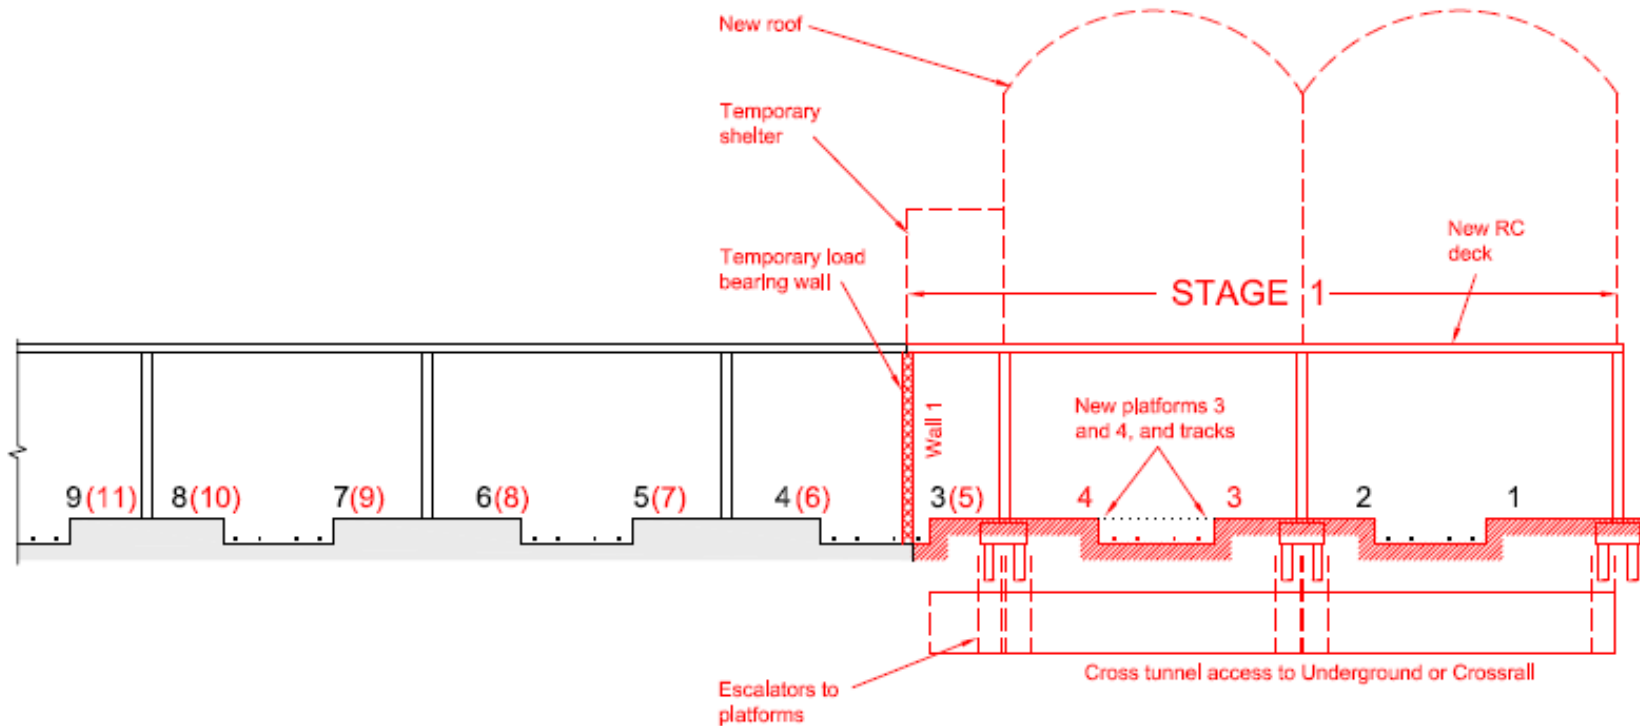 New roof
Temporary
shelter
New RC
deck
Temporary load
bearing wall
STAGE 1
Wall 1
New platforms 3
and 4, and tracks
9(11) 8(10) 7(9) 6(8) 5(7) 4(6) 3(5) 4 3 2 1
Cross tunnel access to Underground or Crossrail
Escalators to
platforms